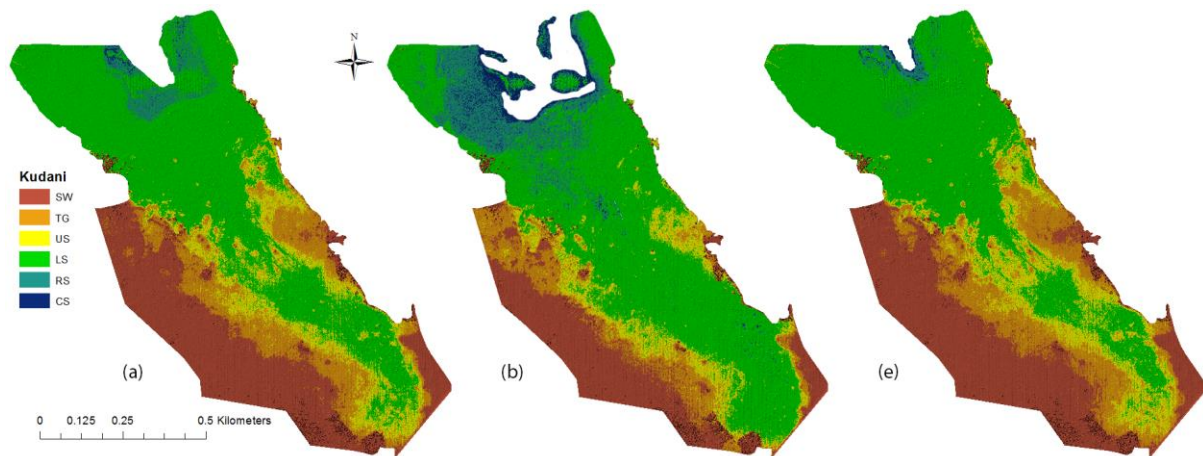 N
Kudani
SW
TG
US
LS
RS
CS
(a)
(b)
(e)
0 0.125 0.25 0.5 Kilometers